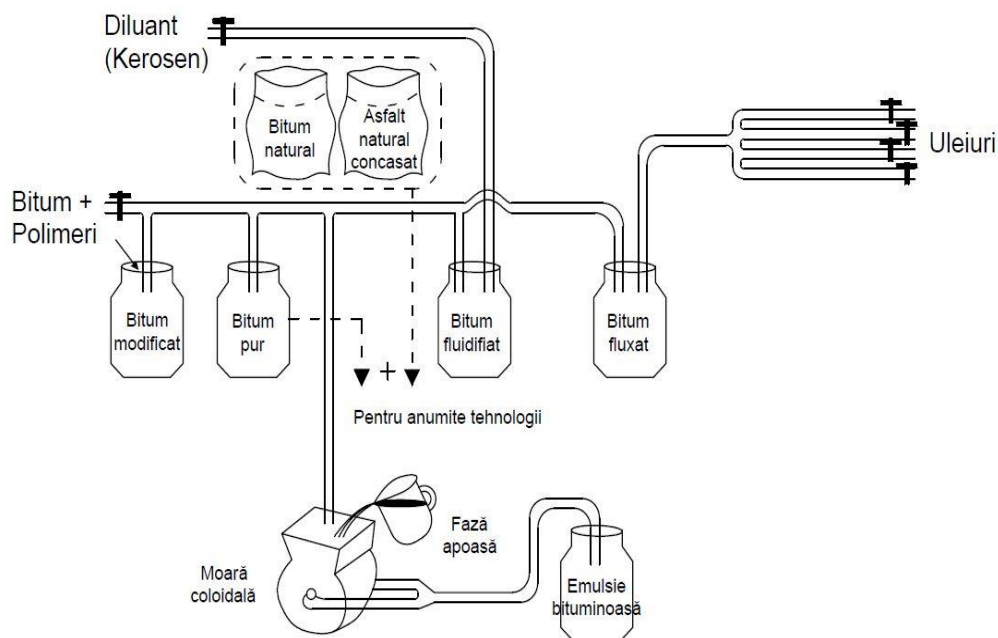 Diluant
(Kerosen)
Bitum
natural
Asfalt
natural
concasat
Uleiuri
Bitum +
Polimeri
Bitum
modificat
Bitum
pur
Bitum
fluidifiat
Bitum
fluxat
+
Pentru anumite tehnologii
Fază
apoasă
Moară
coloidală
Emulsie
bituminoasă